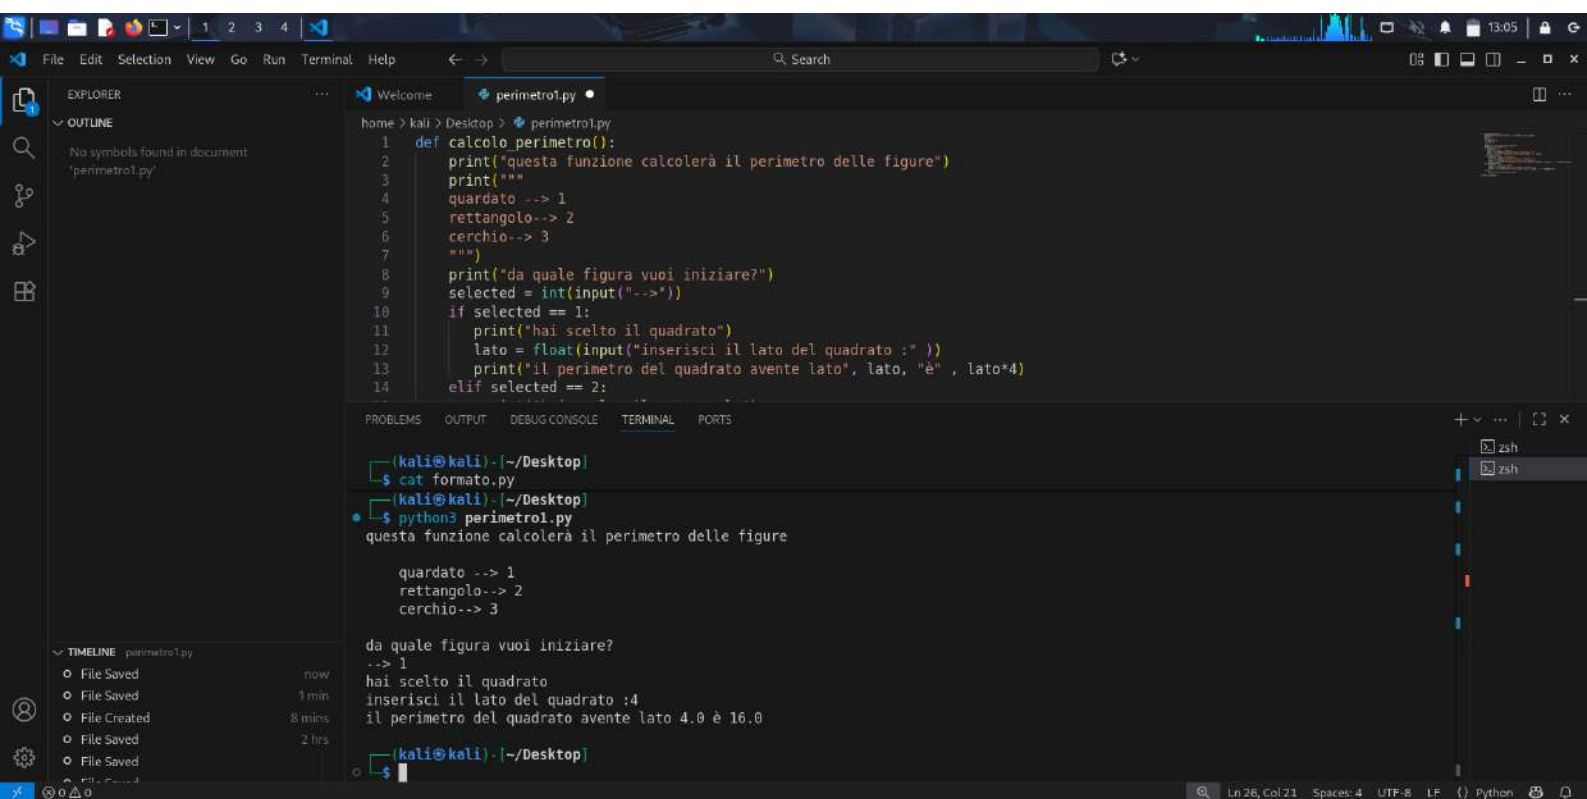 1 2 3 4 13:05
File Edit Selection View Go Run Terminal Help Search
EXPLORER
Welcome perimetro1.py
OUTLINE
No symbols found in document
'perimetro1.py'
home > kali > Desktop > perimetro1.py
1 def calcolo_perimetro():
2 print("questa funzione calcolerà il perimetro delle figure")
3 print("""
4 quardato --> 1
5 rettangolo--> 2
6 cerchio--> 3
7 """)
8 print("da quale figura vuoi iniziare?")
9 selected = int(input("-->"))
10 if selected == 1:
11 print("hai scelto il quadrato")
12 lato = float(input("inserisci il lato del quadrato :" ))
13 print("il perimetro del quadrato avente lato", lato, "è" , lato*4)
14 elif selected == 2:
PROBLEMS OUTPUT DEBUG CONSOLE TERMINAL PORTS
zsh
zsh
(kali㉿kali)-[~/Desktop]
$ cat formato.py
(kali㉿kali)-[~/Desktop]
$ python3 perimetro1.py
questa funzione calcolerà il perimetro delle figure
quardato --> 1
rettangolo--> 2
cerchio--> 3
da quale figura vuoi iniziare?
--> 1
hai scelto il quadrato
inserisci il lato del quadrato :4
il perimetro del quadrato avente lato 4.0 è 16.0
(kali㉿kali)-[~/Desktop]
$
TIMELINE perimetro1.py
File Saved now
File Saved 1 min
File Created 8 mins
File Saved 2 hrs
File Saved
0 0 Ln 26, Col 21 Spaces: 4 UTF-8 LF {} Python